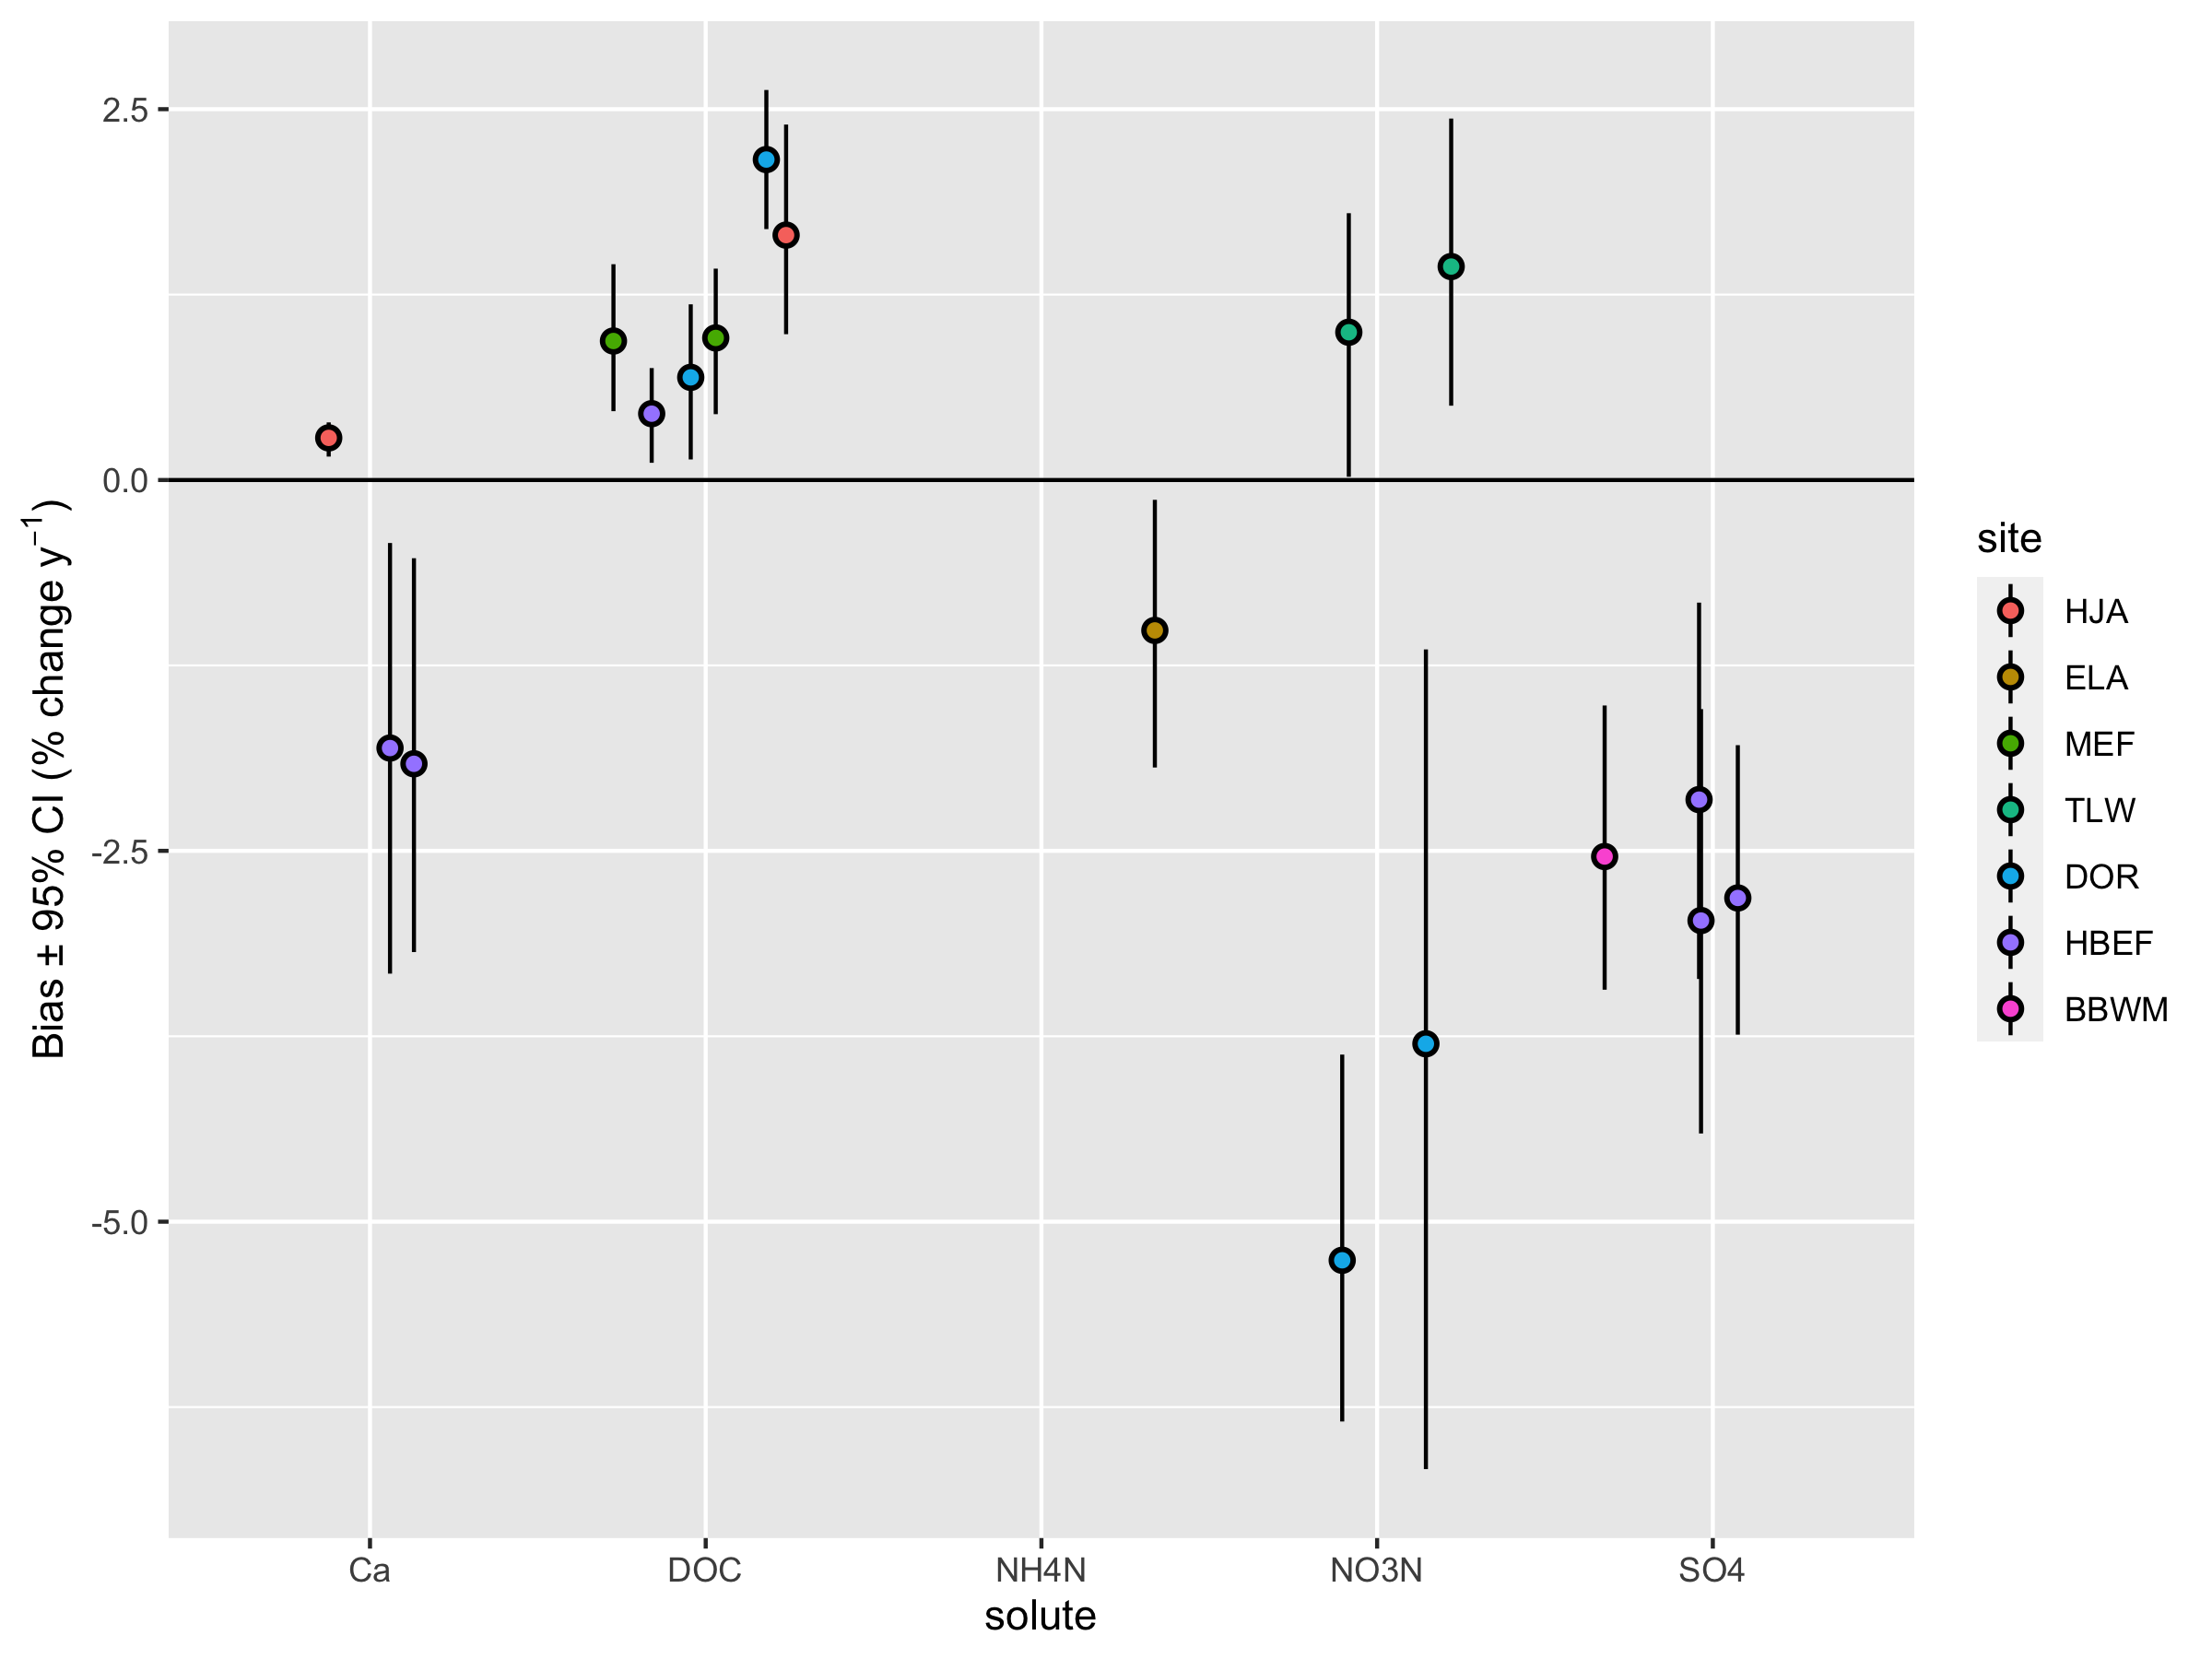 Bias ± 95% CI (% change y⁻¹)
2.5
0.0
-2.5
-5.0
Ca
DOC
NH4N
NO3N
SO4
solute
site
HJA
ELA
MEF
TLW
DOR
HBEF
BBWM